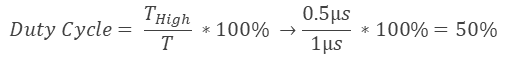 Duty Cycle = T_High / T * 100% → 0.5μs / 1μs * 100% = 50%